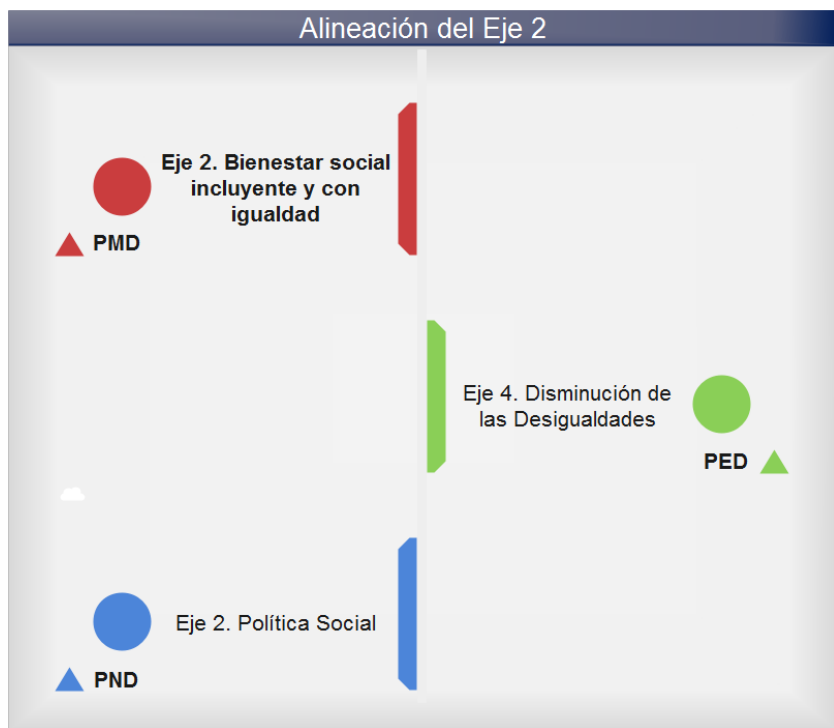 Alineación del Eje 2
Eje 2. Bienestar social
incluyente y con
igualdad
PMD
Eje 4. Disminución de
las Desigualdades
PED
Eje 2. Política Social
PND